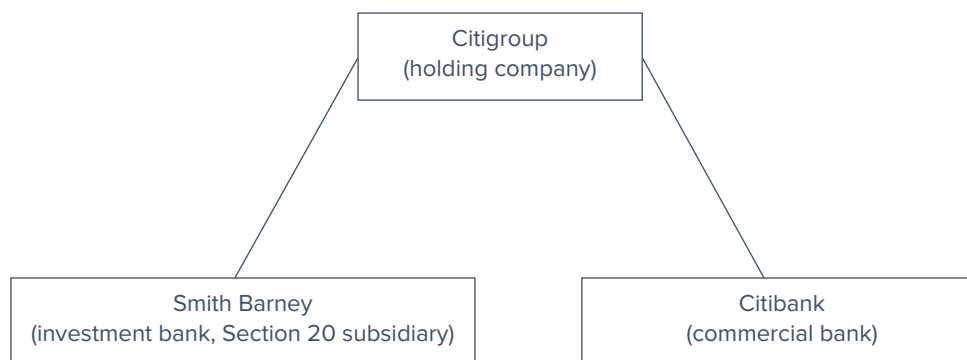 Citigroup
(holding company)
Smith Barney
(investment bank, Section 20 subsidiary)
Citibank
(commercial bank)